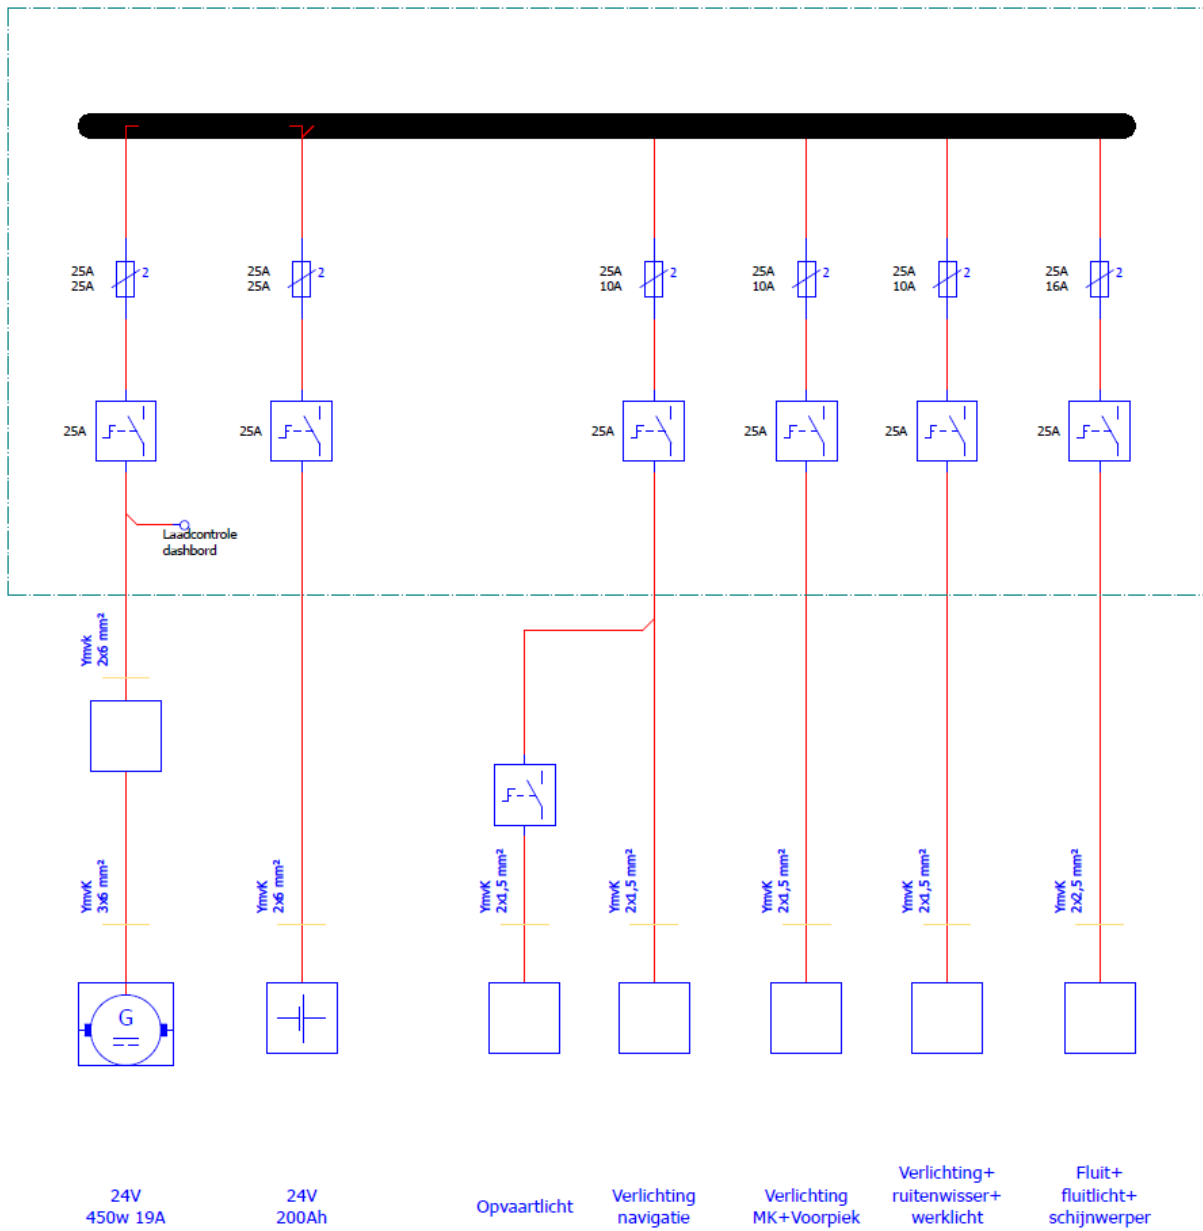 25A
25A
2
25A
25A
2
25A
10A
2
25A
10A
2
25A
10A
2
25A
16A
2
25A
25A
25A
25A
25A
25A
Laadcontrole
dashbord
Ymvk
2x6 mm²
YmvK
3x6 mm²
YmvK
2x6 mm²
YmvK
2x1,5 mm²
YmvK
2x1,5 mm²
YmvK
2x1,5 mm²
YmvK
2x1,5 mm²
YmvK
2x2,5 mm²
G
24V
450w 19A
24V
200Ah
Opvaartlicht
Verlichting
navigatie
Verlichting
MK+Voorpiek
Verlichting+
ruitenwisser+
werklicht
Fluit+
fluitlicht+
schijnwerper